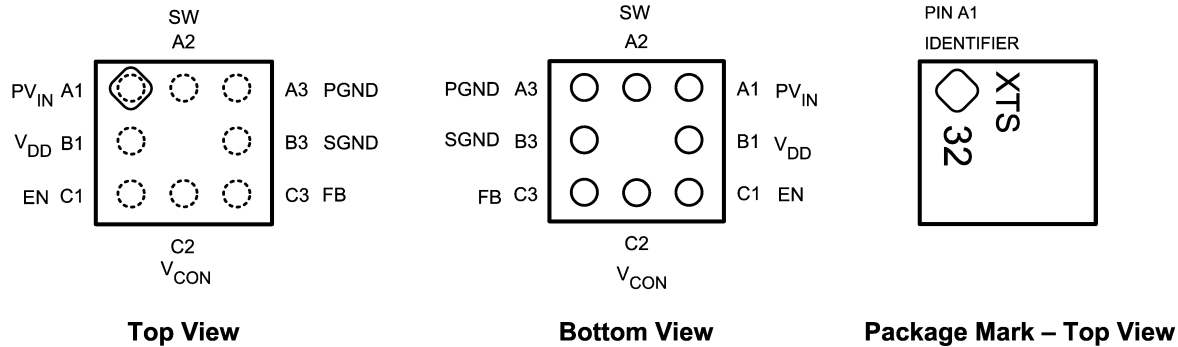 SW
A2
PVIN A1
A3 PGND
VDD B1
B3 SGND
EN C1
C3 FB
C2
VCON
Top View
SW
A2
PGND A3
A1 PVIN
SGND B3
B1 VDD
FB C3
C1 EN
C2
VCON
Bottom View
PIN A1
IDENTIFIER
XTS
32
Package Mark – Top View